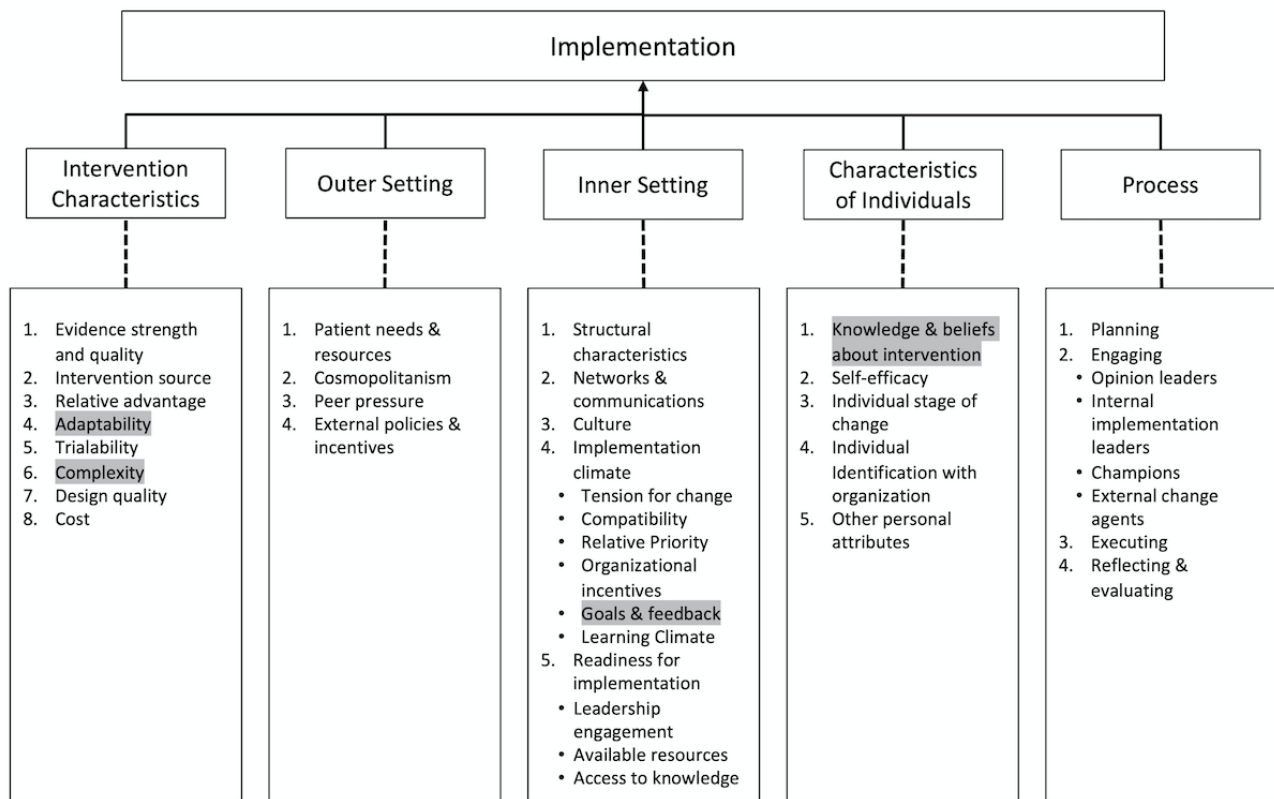 Implementation
Intervention
Characteristics
Outer Setting
Inner Setting
Characteristics
of Individuals
Process
1. Evidence strength
and quality
2. Intervention source
3. Relative advantage
4. Adaptability
5. Trialability
6. Complexity
7. Design quality
8. Cost
1. Patient needs &
resources
2. Cosmopolitanism
3. Peer pressure
4. External policies &
incentives
1. Structural
characteristics
2. Networks &
communications
3. Culture
4. Implementation
climate
• Tension for change
• Compatibility
• Relative Priority
• Organizational
incentives
• Goals & feedback
• Learning Climate
5. Readiness for
implementation
• Leadership
engagement
• Available resources
• Access to knowledge
1. Knowledge & beliefs
about intervention
2. Self-efficacy
3. Individual stage of
change
4. Individual
Identification with
organization
5. Other personal
attributes
1. Planning
2. Engaging
• Opinion leaders
• Internal
implementation
leaders
• Champions
• External change
agents
3. Executing
4. Reflecting &
evaluating